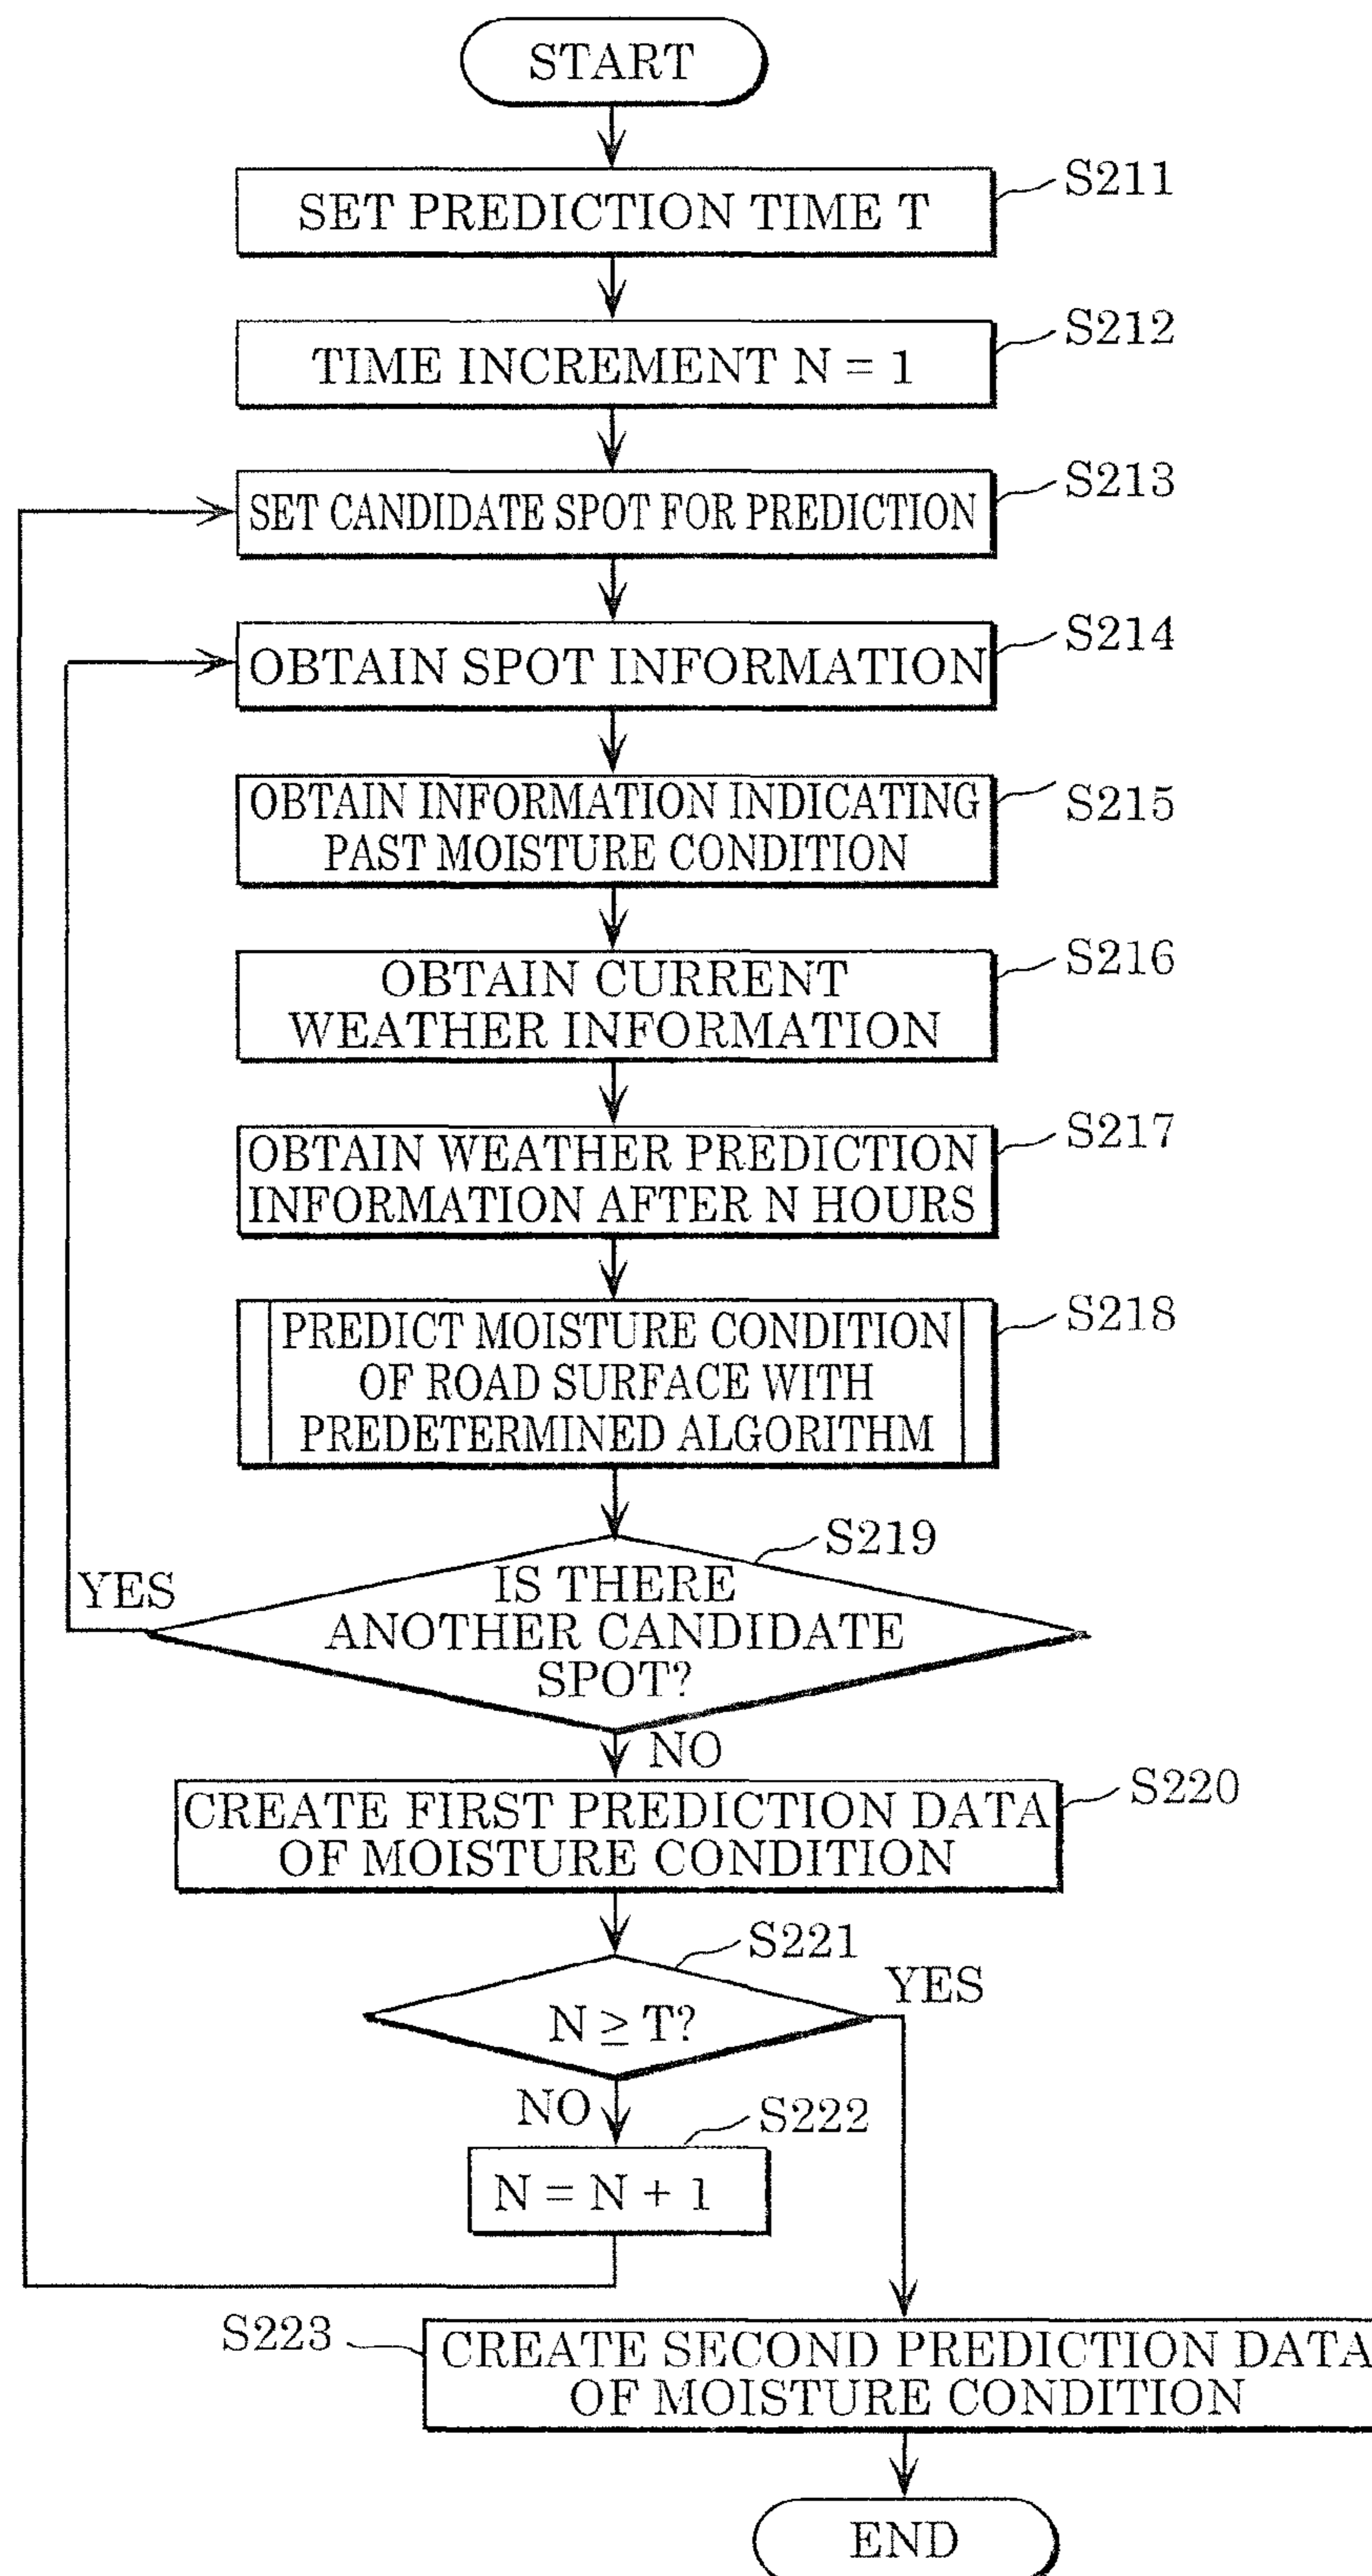 START
SET PREDICTION TIME T
S211
TIME INCREMENT N = 1
S212
SET CANDIDATE SPOT FOR PREDICTION
S213
OBTAIN SPOT INFORMATION
S214
OBTAIN INFORMATION INDICATING
PAST MOISTURE CONDITION
S215
OBTAIN CURRENT
WEATHER INFORMATION
S216
OBTAIN WEATHER PREDICTION
INFORMATION AFTER N HOURS
S217
PREDICT MOISTURE CONDITION
OF ROAD SURFACE WITH
PREDETERMINED ALGORITHM
S218
S219
IS THERE
ANOTHER CANDIDATE
SPOT?
YES
NO
CREATE FIRST PREDICTION DATA
OF MOISTURE CONDITION
S220
S221
N ≥ T?
YES
NO
S222
N = N + 1
S223
CREATE SECOND PREDICTION DATA
OF MOISTURE CONDITION
END